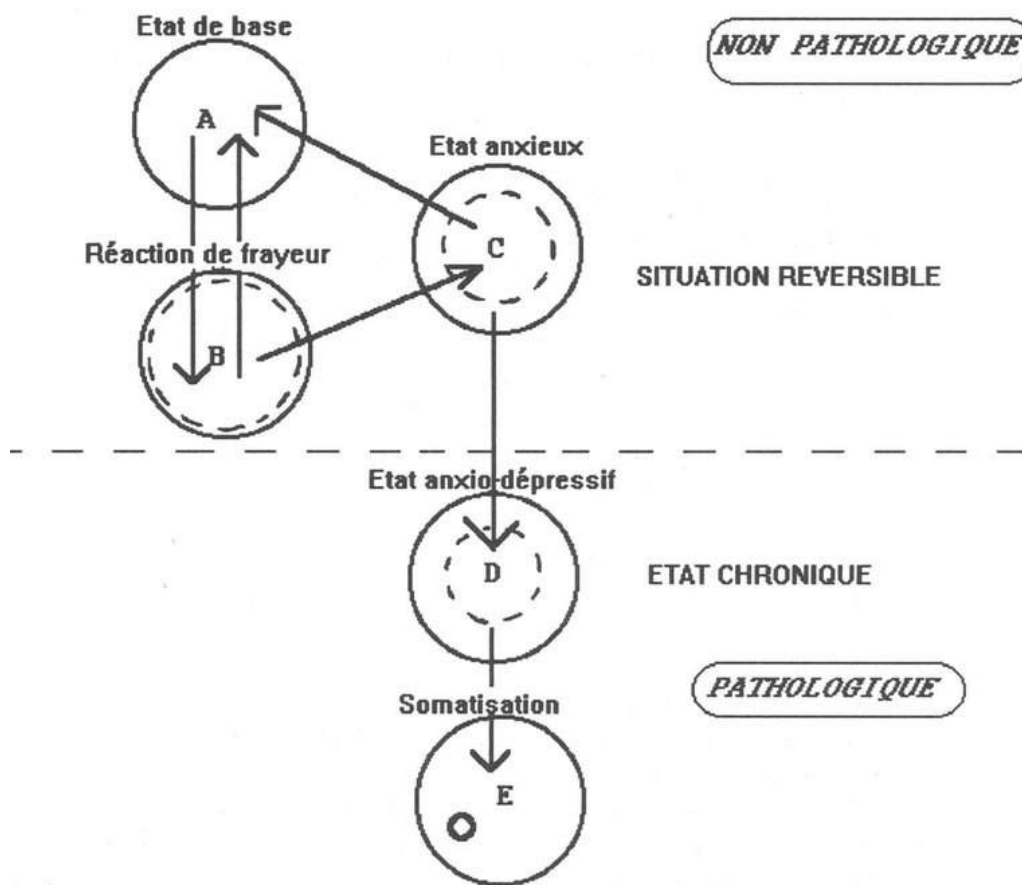 Etat de base
NON PATHOLOGIQUE
A
Etat anxieux
C
Réaction de frayeur
SITUATION REVERSIBLE
B
Etat anxio-dépressif
D
ETAT CHRONIQUE
PATHOLOGIQUE
Somatisation
E